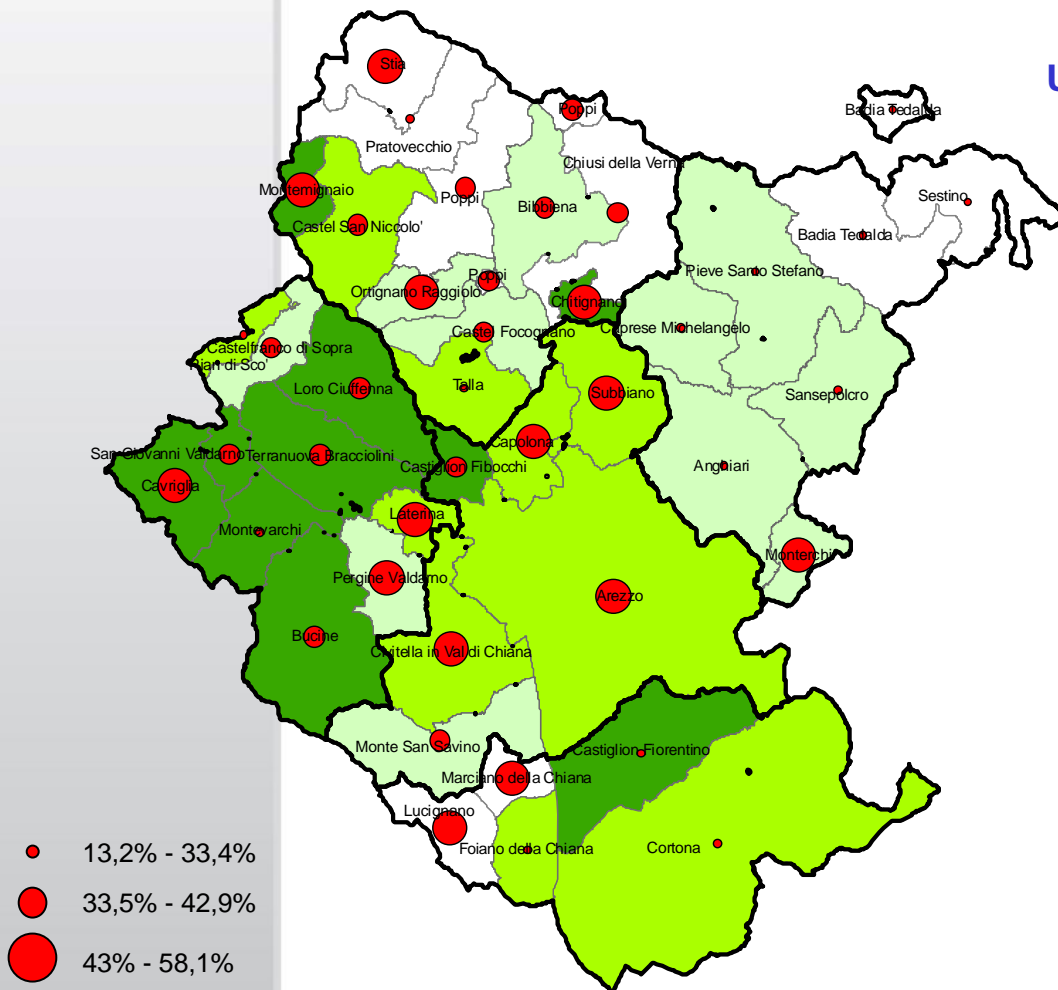 U
Stia
Poppi
Badia Tedalda
Pratovecchio
Chiusi della Verna
Montemignaio
Poppi
Bibbiena
Sestino
Castel San Niccolo'
Badia Tedalda
Poppi
Pieve Santo Stefano
Ortignano Raggiolo
Chitignano
Castel Focognano
Caprese Michelangelo
Castelfranco di Sopra
Pian di Sco'
Loro Ciuffenna
Talla
Subbiano
Sansepolcro
Capolona
San Giovanni Valdarno
Terranuova Bracciolini
Castiglion Fibocchi
Anghiari
Cavriglia
Laterina
Montevarchi
Monterchi
Pergine Valdarno
Arezzo
Bucine
Civitella in Val di Chiana
Monte San Savino
Castiglion Fiorentino
Marciano della Chiana
Lucignano
Foiano della Chiana
Cortona
13,2% - 33,4%
33,5% - 42,9%
43% - 58,1%